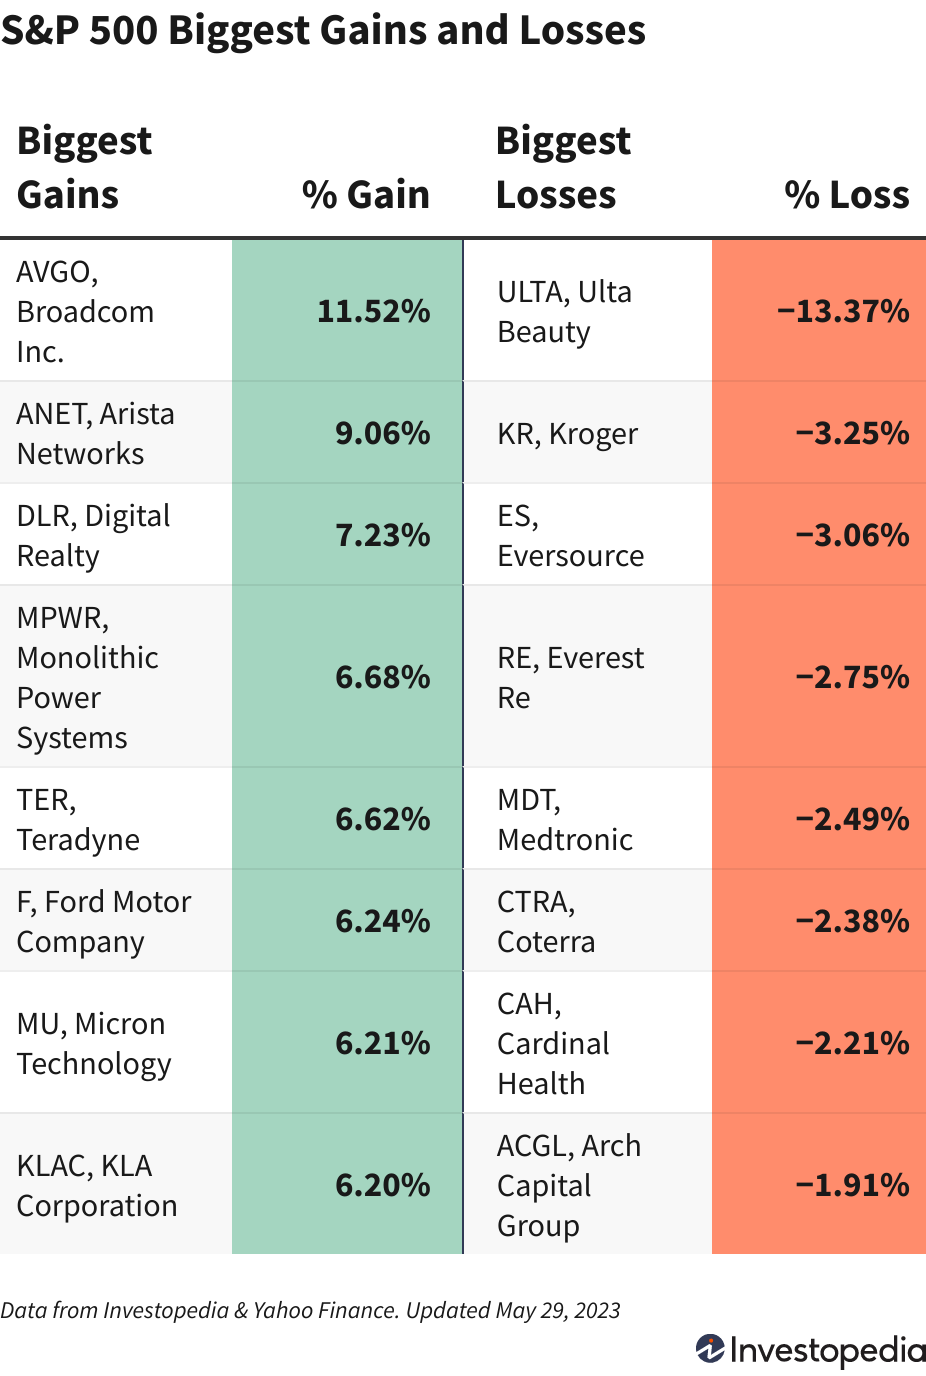 S&P 500 Biggest Gains and Losses
Biggest
Gains
% Gain
Biggest
Losses
% Loss
AVGO,
Broadcom
Inc.
11.52%
ULTA, Ulta
Beauty
−13.37%
ANET, Arista
Networks
9.06%
KR, Kroger
−3.25%
DLR, Digital
Realty
7.23%
ES,
Eversource
−3.06%
MPWR,
Monolithic
Power
Systems
6.68%
RE, Everest
Re
−2.75%
TER,
Teradyne
6.62%
MDT,
Medtronic
−2.49%
F, Ford Motor
Company
6.24%
CTRA,
Coterra
−2.38%
MU, Micron
Technology
6.21%
CAH,
Cardinal
Health
−2.21%
KLAC, KLA
Corporation
6.20%
ACGL, Arch
Capital
Group
−1.91%
Data from Investopedia & Yahoo Finance. Updated May 29, 2023
Investopedia